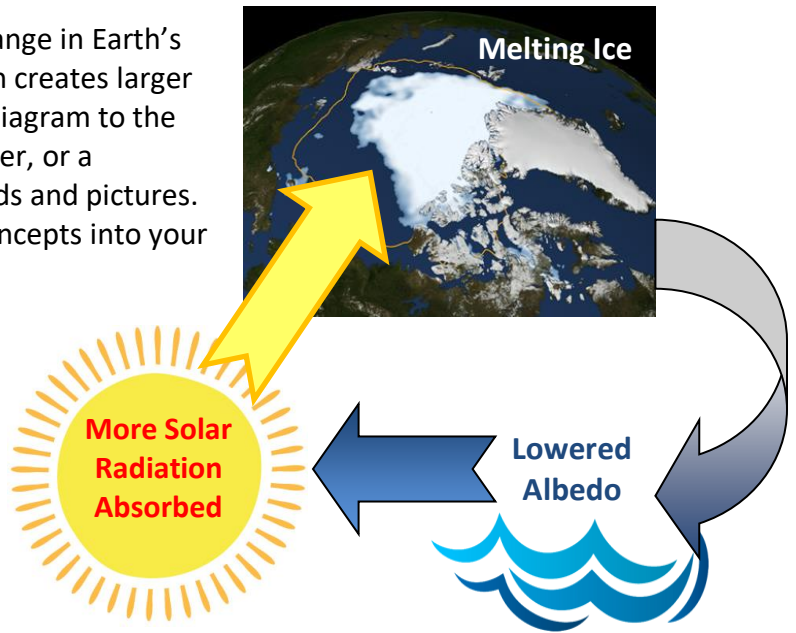 ange in Earth's
n creates larger
iagram to the
er, or a
ds and pictures.
oncepts into your
Melting Ice
Lowered
Albedo
More Solar
Radiation
Absorbed